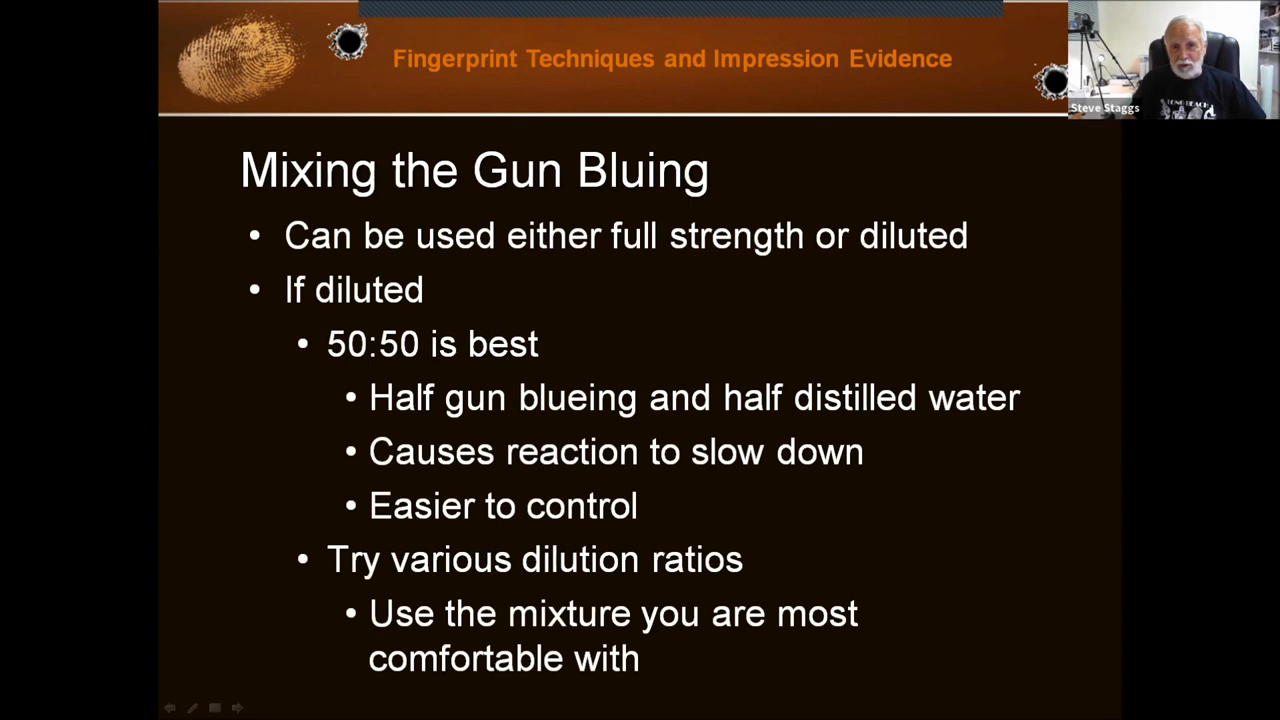 Fingerprint Techniques and Impression Evidence
Steve Staggs
LONG BEACH
Mixing the Gun Bluing
• Can be used either full strength or diluted
• If diluted
• 50:50 is best
• Half gun blueing and half distilled water
• Causes reaction to slow down
• Easier to control
• Try various dilution ratios
• Use the mixture you are most
comfortable with